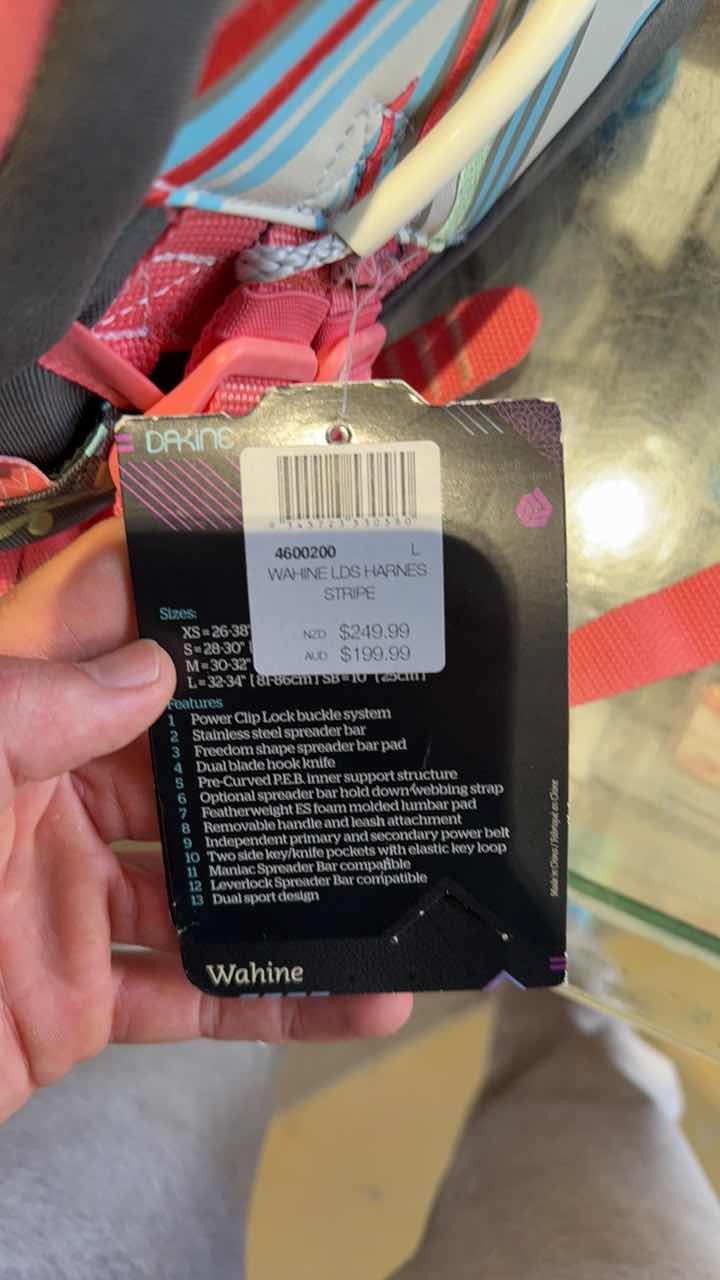 DAKINE
4600200 L
WAHINE LDS HARNES
STRIPE
NZD $249.99
AUD $199.99
Sizes:
XS = 26-38"
S = 28-30"
M = 30-32"
L = 32-34" [81-86cm] SB = 10" [25cm]
Features
1 Power Clip Lock buckle system
2 Stainless steel spreader bar
3 Freedom shape spreader bar pad
4 Dual blade hook knife
5 Pre-Curved P.E.B. inner support structure
6 Optional spreader bar hold down webbing strap
7 Featherweight ES foam molded lumbar pad
8 Removable handle and leash attachment
9 Independent primary and secondary power belt
10 Two side key/knife pockets with elastic key loop
11 Maniac Spreader Bar compatible
12 Leverlock Spreader Bar compatible
13 Dual sport design
Made in China / Fabriqué en Chine
Wahine